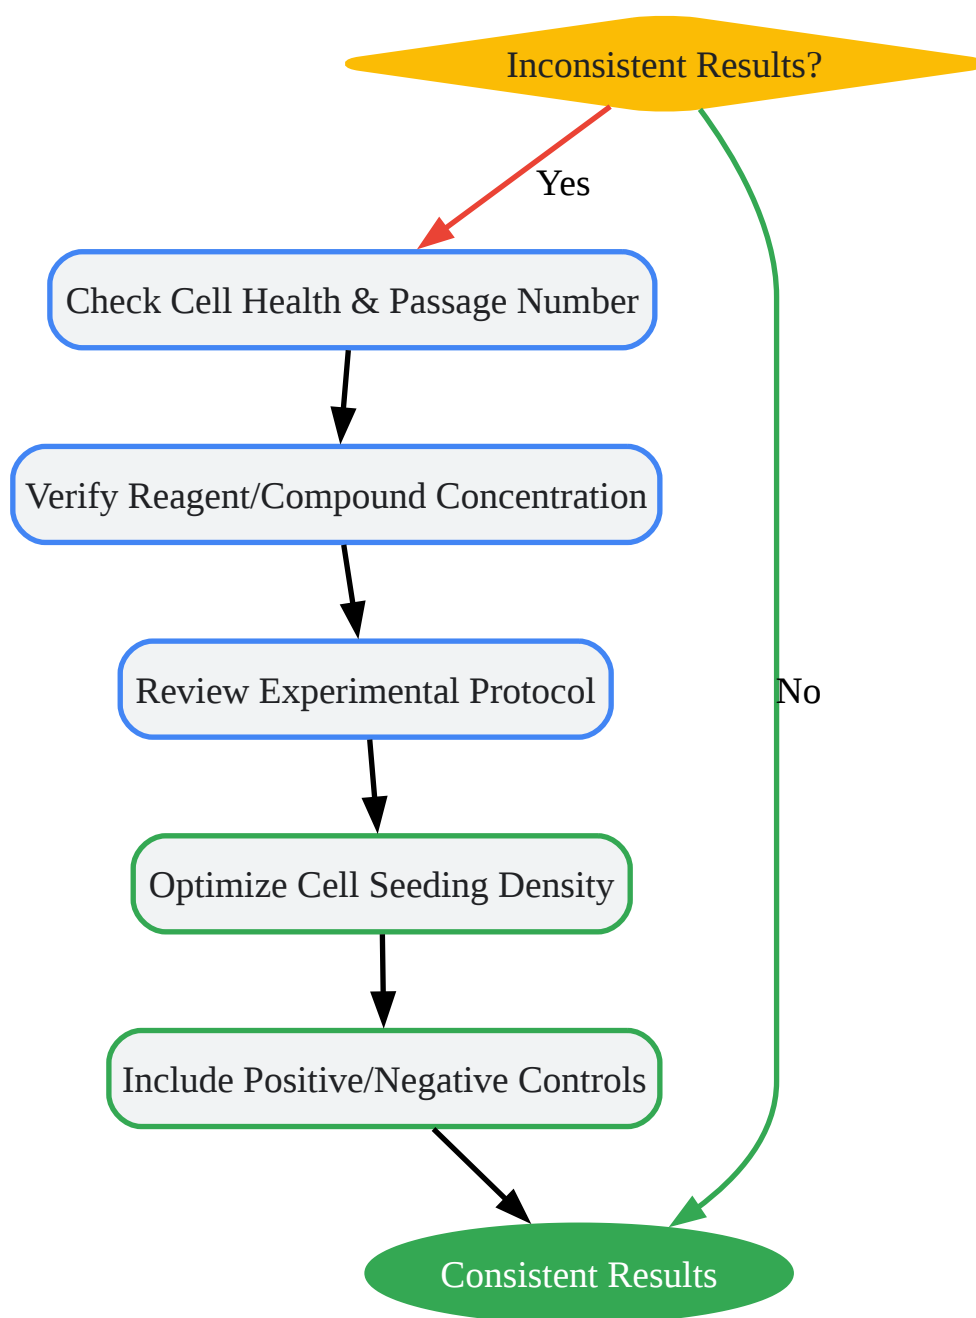 Inconsistent Results?
Yes
Check Cell Health & Passage Number
Verify Reagent/Compound Concentration
Review Experimental Protocol
No
Optimize Cell Seeding Density
Include Positive/Negative Controls
Consistent Results